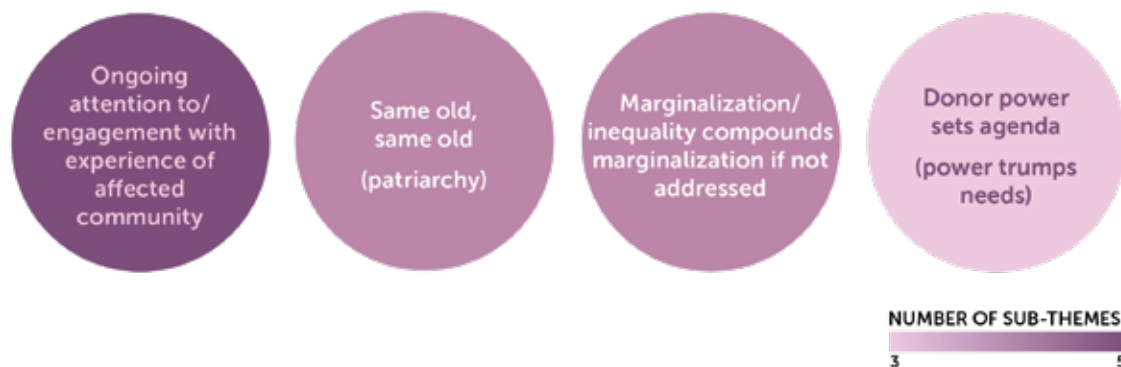 Ongoing
attention to/
engagement with
experience of
affected
community
Same old,
same old
(patriarchy)
Marginalization/
inequality compounds
marginalization if not
addressed
Donor power
sets agenda
(power trumps
needs)
NUMBER OF SUB-THEMES
3 5